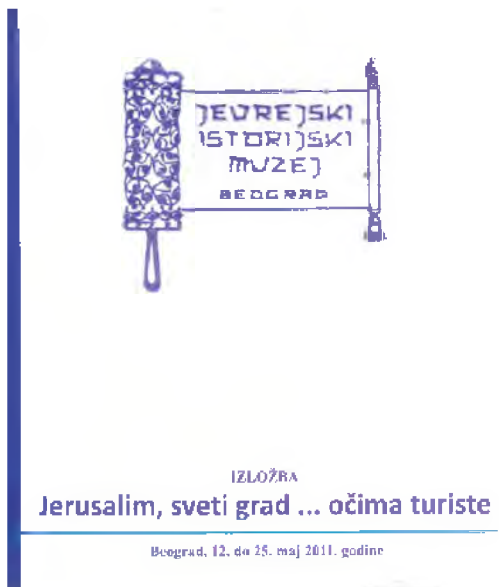 JEVREJSKI
ISTORIJSKI
MUZEJ
BEOGRAD
IZLOŽBA
Jerusalim, sveti grad ... očima turiste
Beograd, 12. do 25. maj 2011. godine